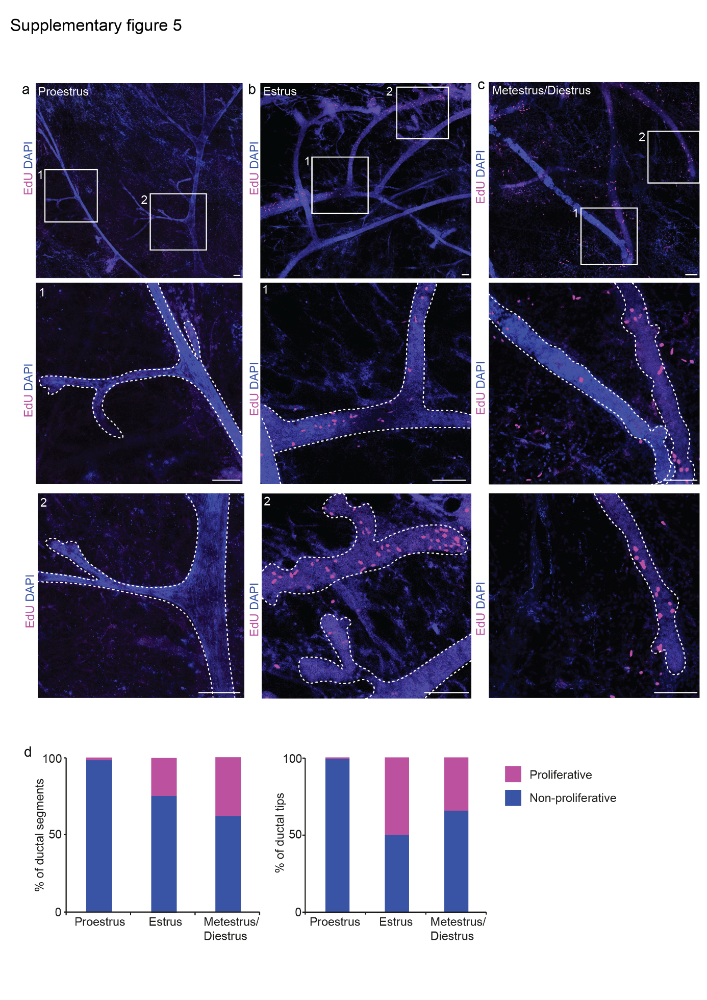 Supplementary figure 5
a
Proestrus
EdU DAPI
1
2
b
Estrus
EdU DAPI
1
2
c
Metestrus/Diestrus
EdU DAPI
1
2
EdU DAPI
1
EdU DAPI
1
EdU DAPI
EdU DAPI
2
EdU DAPI
2
EdU DAPI
d
% of ductal segments
100
50
0
Proestrus
Estrus
Metestrus/
Diestrus
% of ductal tips
100
50
0
Proestrus
Estrus
Metestrus/
Diestrus
Proliferative
Non-proliferative